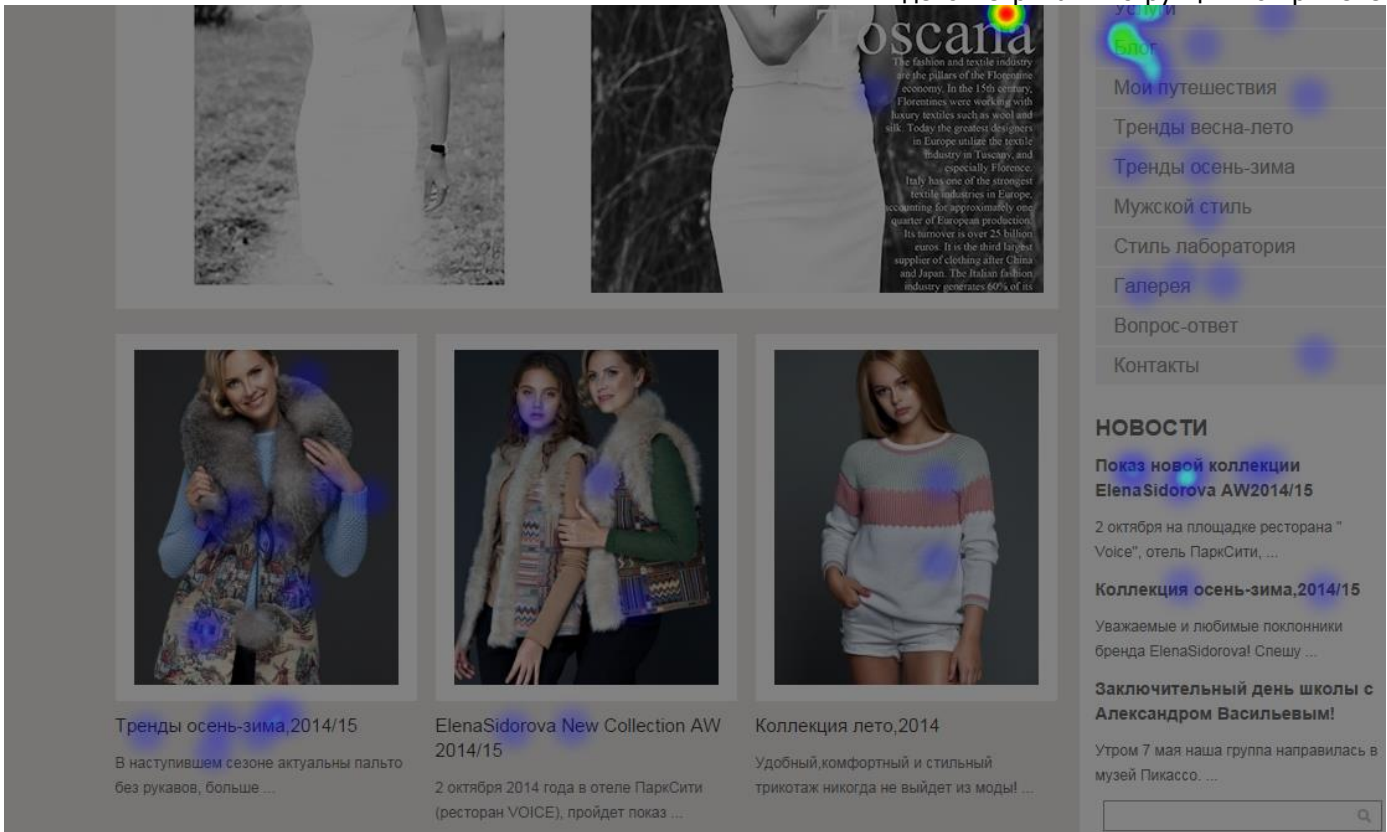 Toscana
The fashion and textile industry
are the pillars of the Florentine
economy. In the 15th century,
Florentines were working with
luxury textiles such as wool and
silk. Today the greatest designers
in Europe utilize the textile
industry in Tuscany, and
especially Florence.
Italy has one of the strongest
textile industries in Europe,
accounting for approximately one
quarter of European production.
Its turnover is over 25 billion
euros. It is the third largest
supplier of clothing after China
and Japan. The Italian fashion
industry generates 60% of its
Услуги
Блог
Мои путешествия
Тренды весна-лето
Тренды осень-зима
Мужской стиль
Стиль лаборатория
Галерея
Вопрос-ответ
Контакты
НОВОСТИ
Показ новой коллекции
ElenaSidorova AW2014/15
2 октября на площадке ресторана "
Voice", отель ПаркСити, ...
Коллекция осень-зима,2014/15
Уважаемые и любимые поклонники
бренда ElenaSidorova! Спешу ...
Заключительный день школы с
Александром Васильевым!
Утром 7 мая наша группа направилась в
музей Пикассо. ...
Тренды осень-зима,2014/15
В наступившем сезоне актуальны пальто
без рукавов, больше ...
ElenaSidorova New Collection AW
2014/15
2 октября 2014 года в отеле ПаркСити
(ресторан VOICE), пройдет показ ...
Коллекция лето,2014
Удобный,комфортный и стильный
трикотаж никогда не выйдет из моды! ...